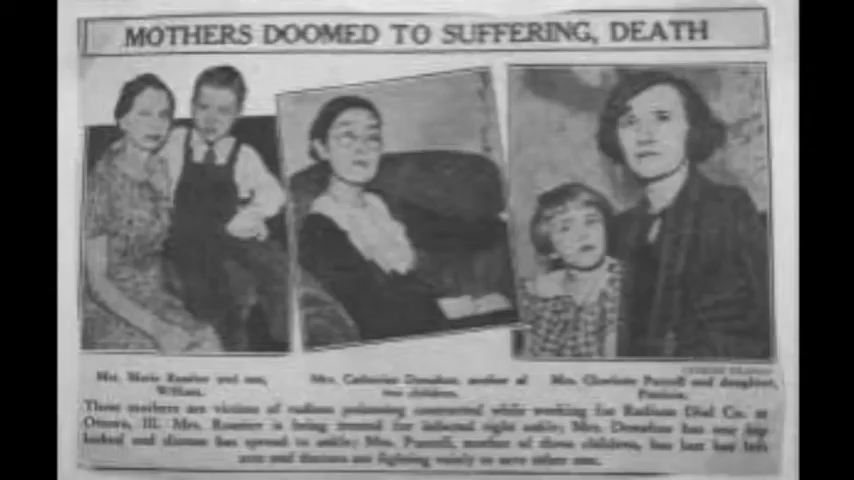 MOTHERS DOOMED TO SUFFERING, DEATH
Mrs. Marie Rossiter and son,
William.
Mrs. Catherine Donahue, mother of
two children.
Mrs. Charlotte Purcell and daughter,
Patricia.
These mothers are victims of radium poisoning contracted while working for Radium Dial Co. at
Ottawa, Ill. Mrs. Rossiter is being treated for infected right ankle; Mrs. Donahue has one hip
locked and disease has spread to ankle; Mrs. Purcell, mother of three children, has lost her left
arm and doctors are fighting vainly to save other one.